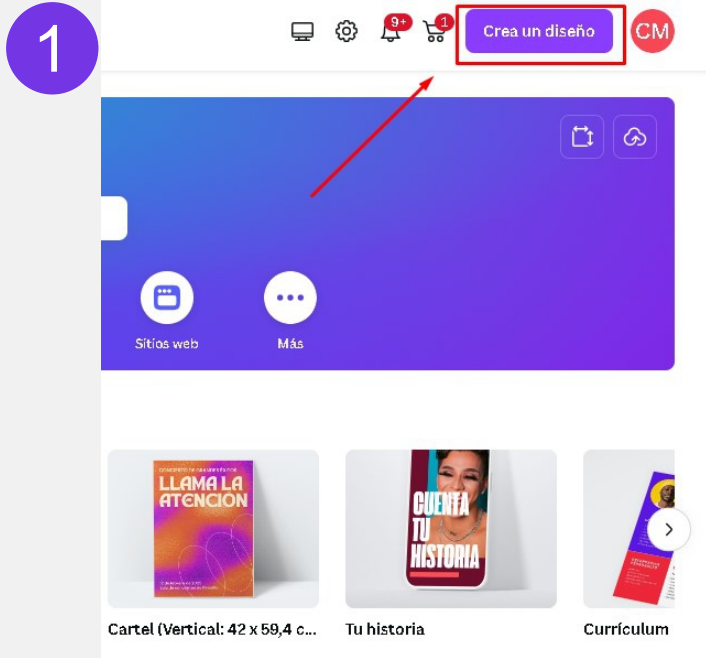 1
9+
1
Crea un diseño
CM
Sitios web
Más
LLAMA LA
ATENCIÓN
CUENTA
TU
HISTORIA
Cartel (Vertical: 42 x 59,4 c...
Tu historia
Currículum